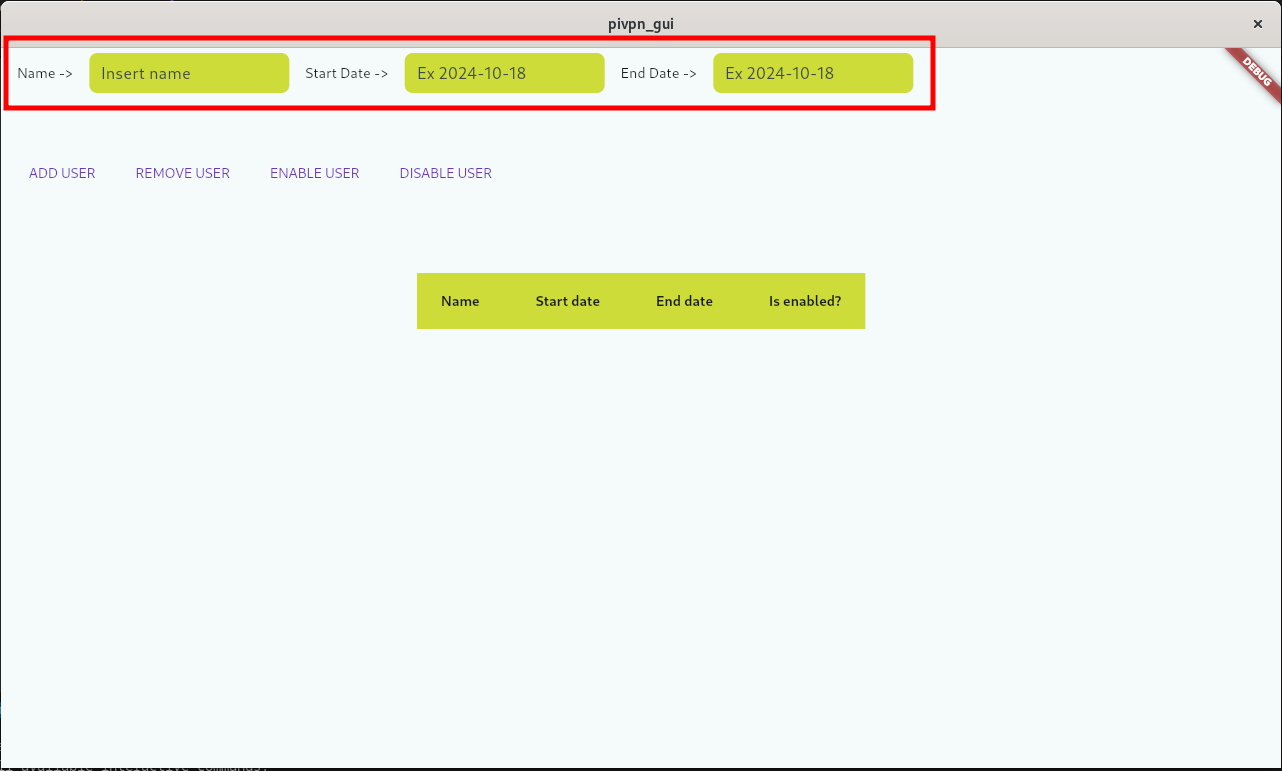 pivpn_gui
Name -> Insert name Start Date -> Ex 2024-10-18 End Date -> Ex 2024-10-18
DEBUG
ADD USER REMOVE USER ENABLE USER DISABLE USER
Name Start date End date Is enabled?